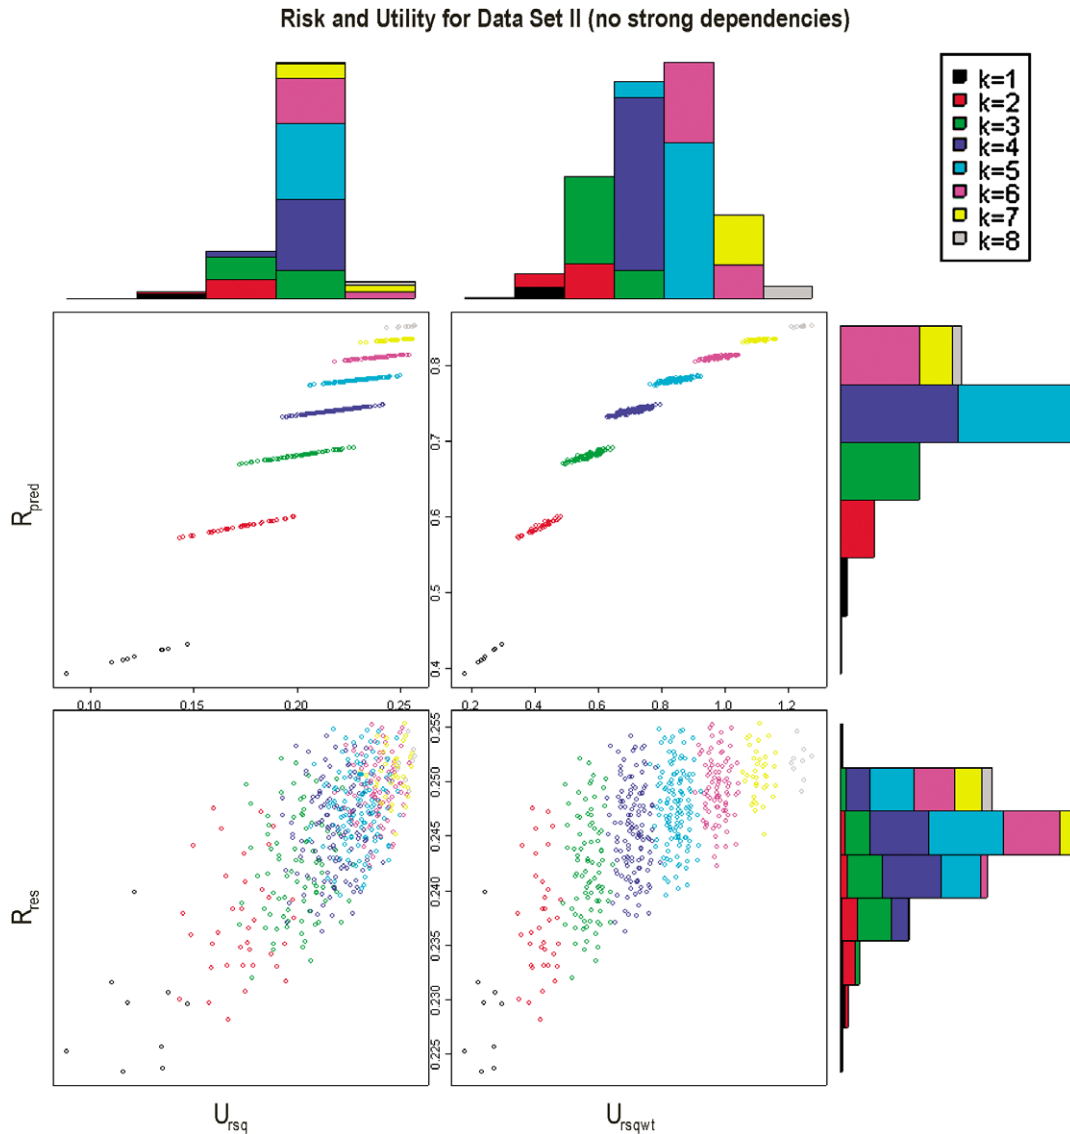 Risk and Utility for Data Set II (no strong dependencies)
k=1
k=2
k=3
k=4
k=5
k=6
k=7
k=8
R_pred
0.4 0.5 0.6 0.7 0.8
0.10 0.15 0.20 0.25
0.2 0.4 0.6 0.8 1.0 1.2
R_res
0.225 0.230 0.235 0.240 0.245 0.250 0.255
U_rsq
U_rsqwt